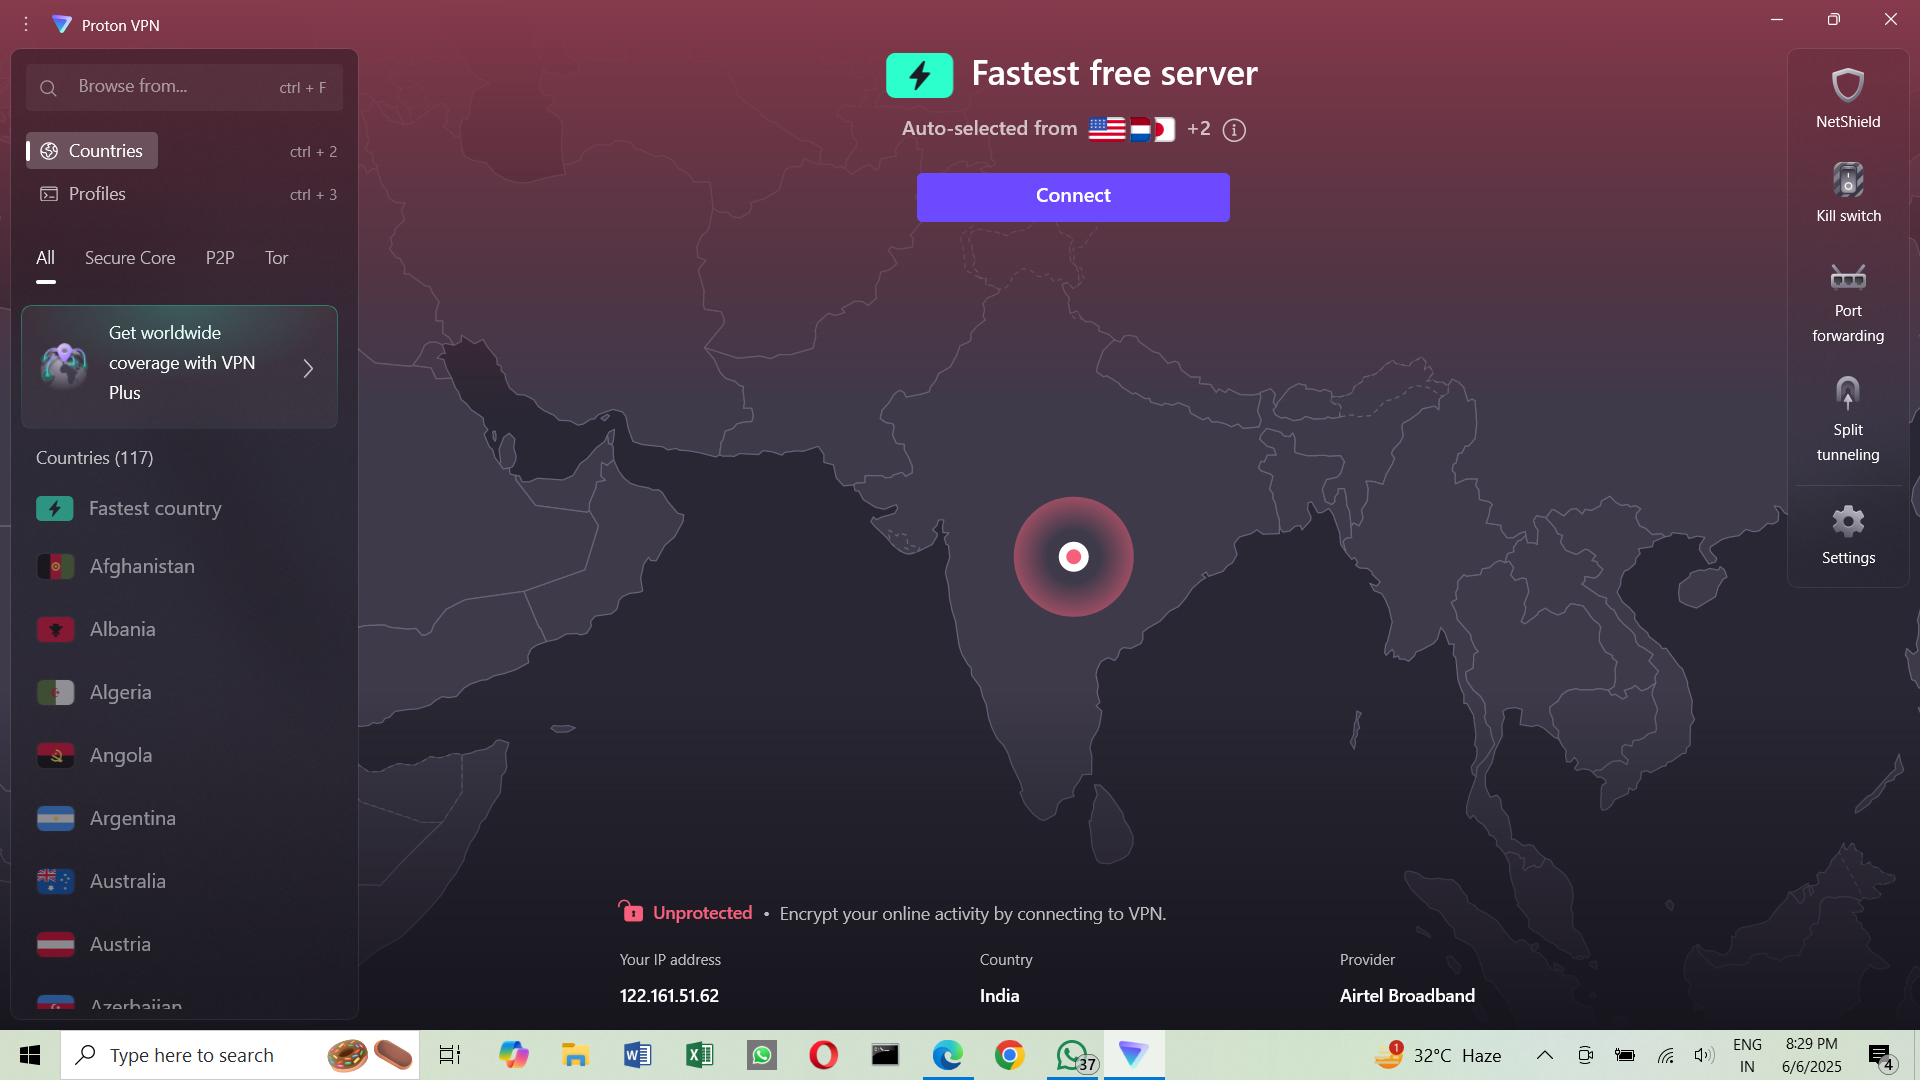 Proton VPN
Browse from...
ctrl + F
Countries
ctrl + 2
Profiles
ctrl + 3
All
Secure Core
P2P
Tor
Get worldwide
coverage with VPN
Plus
Countries (117)
Fastest country
Afghanistan
Albania
Algeria
Angola
Argentina
Australia
Austria
Azerbaijan
Fastest free server
Auto-selected from
+2
Connect
Unprotected • Encrypt your online activity by connecting to VPN.
Your IP address
122.161.51.62
Country
India
Provider
Airtel Broadband
NetShield
Kill switch
Port
forwarding
Split
tunneling
Settings
Type here to search
37
1
32°C Haze
ENG
IN
8:29 PM
6/6/2025
4